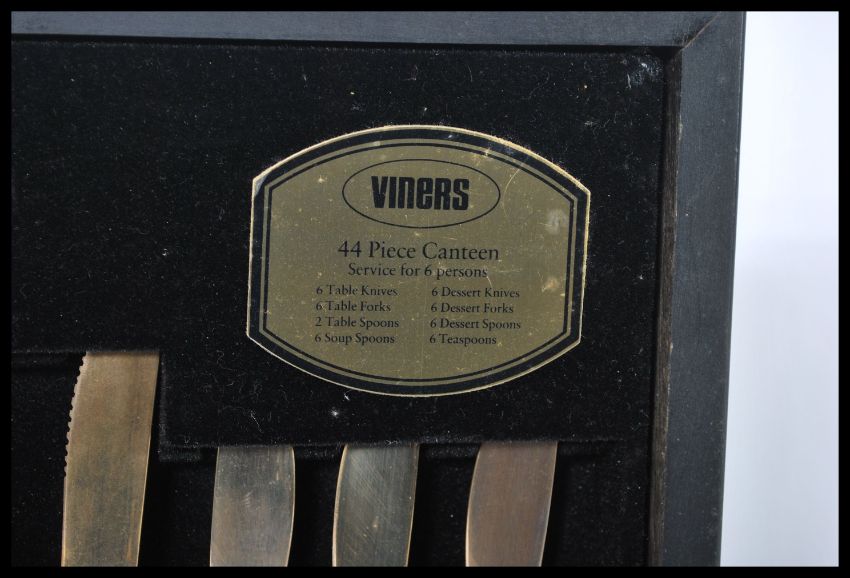 VINERS
44 Piece Canteen
Service for 6 persons
6 Table Knives
6 Table Forks
2 Table Spoons
6 Soup Spoons
6 Dessert Knives
6 Dessert Forks
6 Dessert Spoons
6 Teaspoons